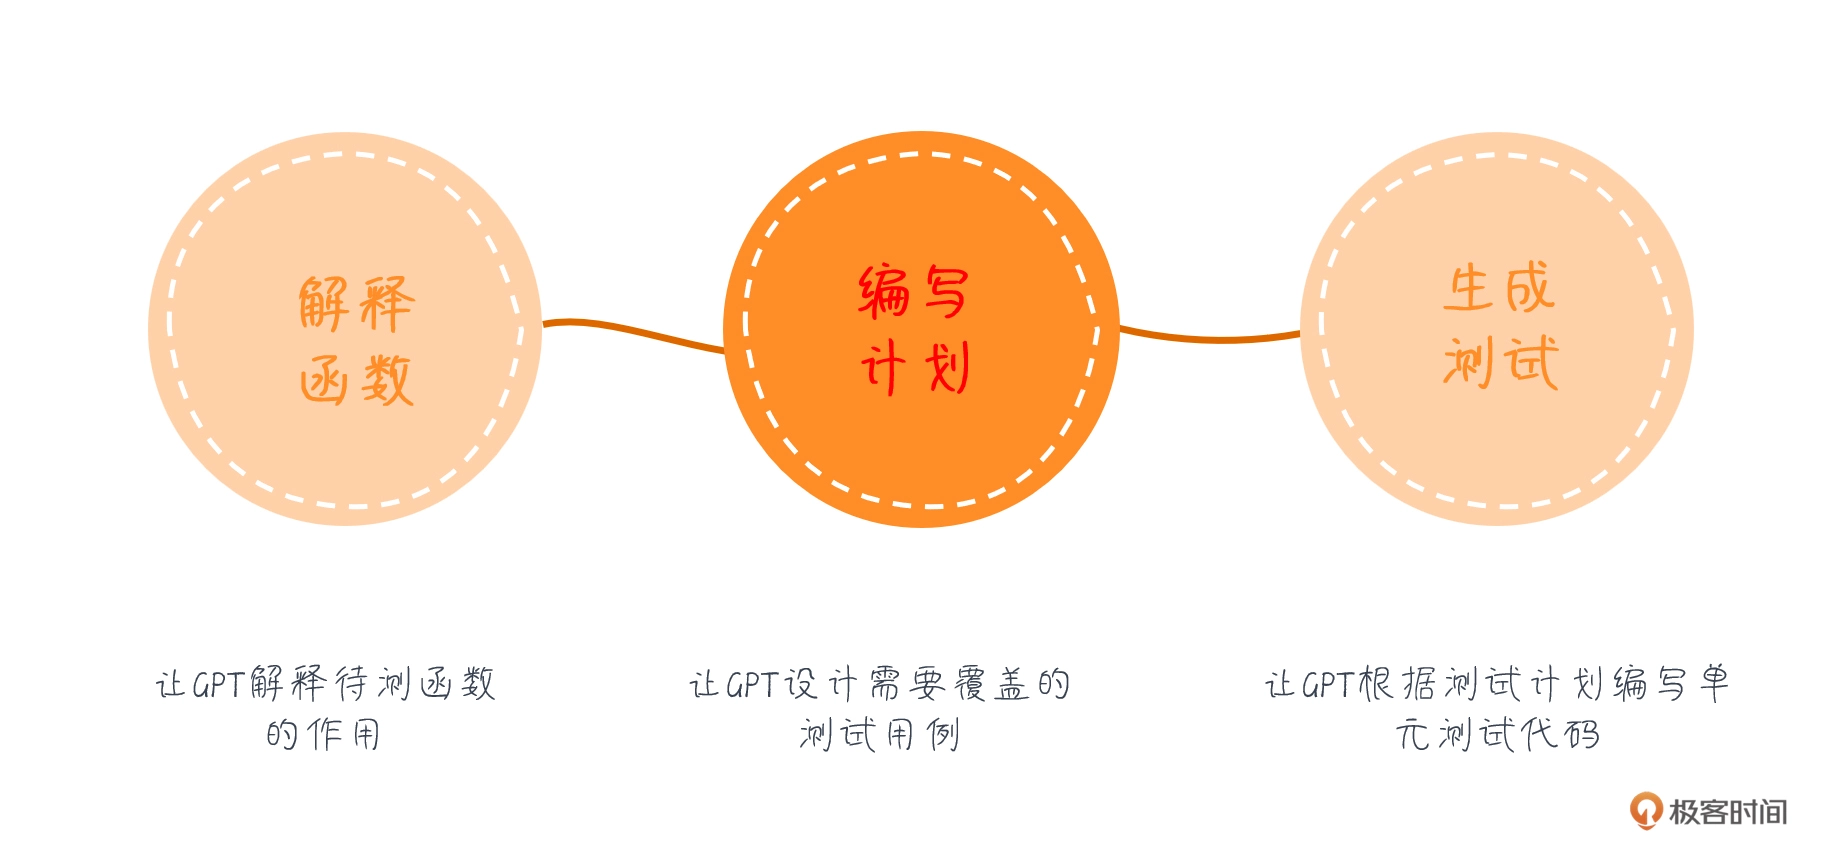 解释
函数
编写
计划
生成
测试
让GPT解释待测函数
的作用
让GPT设计需要覆盖的
测试用例
让GPT根据测试计划编写单
元测试代码
极客时间